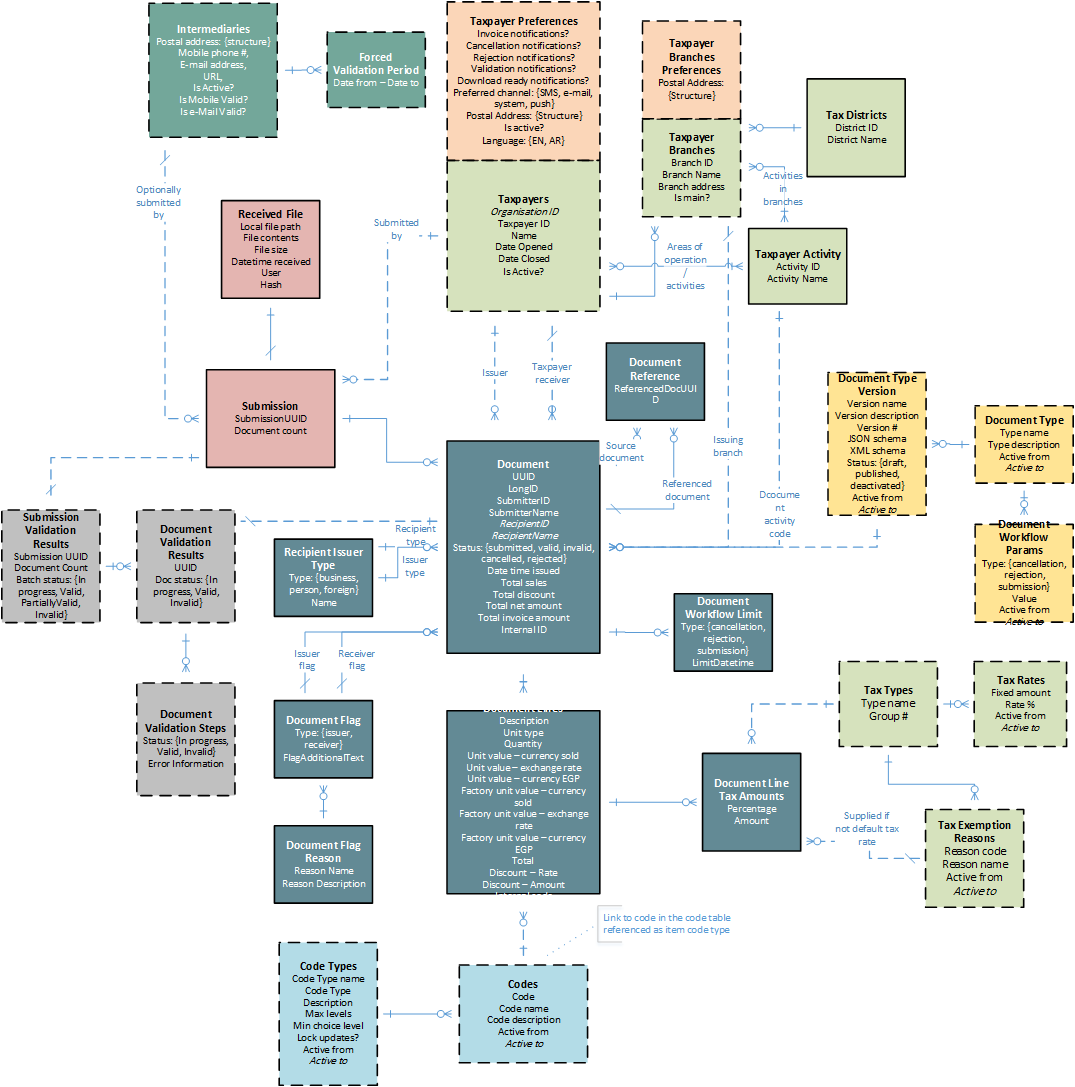 Intermediaries
Postal address: {structure}
Mobile phone #,
E-mail address,
URL,
Is Active?
Is Mobile Valid?
Is e-Mail Valid?
Forced
Validation Period
Date from – Date to
Taxpayer Preferences
Invoice notifications?
Cancellation notifications?
Rejection notifications?
Validation notifications?
Download ready notifications?
Preferred channel: {SMS, e-mail,
system, push}
Postal Address: {Structure}
Is active?
Language: {EN, AR}
Taxpayer
Branches
Preferences
Postal Address:
{Structure}
Taxpayer
Branches
Branch ID
Branch Name
Branch address
Is main?
Tax Districts
District ID
District Name
Activities
in
branches
Optionally
submitted
by
Received File
Local file path
File contents
File size
Datetime received
User
Hash
Submitted
by
Taxpayers
Organisation ID
Taxpayer ID
Name
Date Opened
Date Closed
Is Active?
Areas of
operation
/
activities
Taxpayer Activity
Activity ID
Activity Name
Issuer
Taxpayer
receiver
Document
Reference
ReferencedDocUUI
D
Document Type
Version
Version name
Version description
Version #
JSON schema
XML schema
Status: {draft,
published,
deactivated}
Active from
Active to
Document Type
Type name
Type description
Active from
Active to
Submission
SubmissionUUID
Document count
Source
document
Issuing
branch
Referenced
document
Dcocume
nt
activity
code
Document
UUID
LongID
SubmitterID
SubmitterName
RecipientID
RecipientName
Status: {submitted, valid, invalid,
cancelled, rejected}
Date time issued
Total sales
Total discount
Total net amount
Total invoice amount
Internal ID
Submission
Validation
Results
Submission UUID
Document Count
Batch status: {In
progress, Valid,
PartiallyValid,
Invalid}
Document
Validation
Results
UUID
Doc status: {In
progress, Valid,
Invalid}
Recipient Issuer
Type
Type: {business,
person, foreign}
Name
Recipient
type
Issuer
type
Document
Workflow
Params
Type: {cancellation,
rejection,
submission}
Value
Active from
Active to
Document
Workflow Limit
Type: {cancellation,
rejection,
submission}
LimitDatetime
Issuer
flag
Receiver
flag
Document
Validation Steps
Status: {In progress,
Valid, Invalid}
Error Information
Document Flag
Type: {issuer,
receiver}
FlagAdditionalText
Document Lines
Description
Unit type
Quantity
Unit value – currency sold
Unit value – exchange rate
Unit value – currency EGP
Factory unit value – currency
sold
Factory unit value – exchange
rate
Factory unit value – currency
EGP
Total
Discount – Rate
Discount – Amount
Tax Types
Type name
Group #
Tax Rates
Fixed amount
Rate %
Active from
Active to
Document Line
Tax Amounts
Percentage
Amount
Supplied if
not default tax
rate
Tax Exemption
Reasons
Reason code
Reason name
Active from
Active to
Document Flag
Reason
Reason Name
Reason Description
Link to code in the code table
referenced as item code type
Code Types
Code Type name
Code Type
Description
Max levels
Min choice level
Lock updates?
Active from
Active to
Codes
Code
Code name
Code description
Active from
Active to